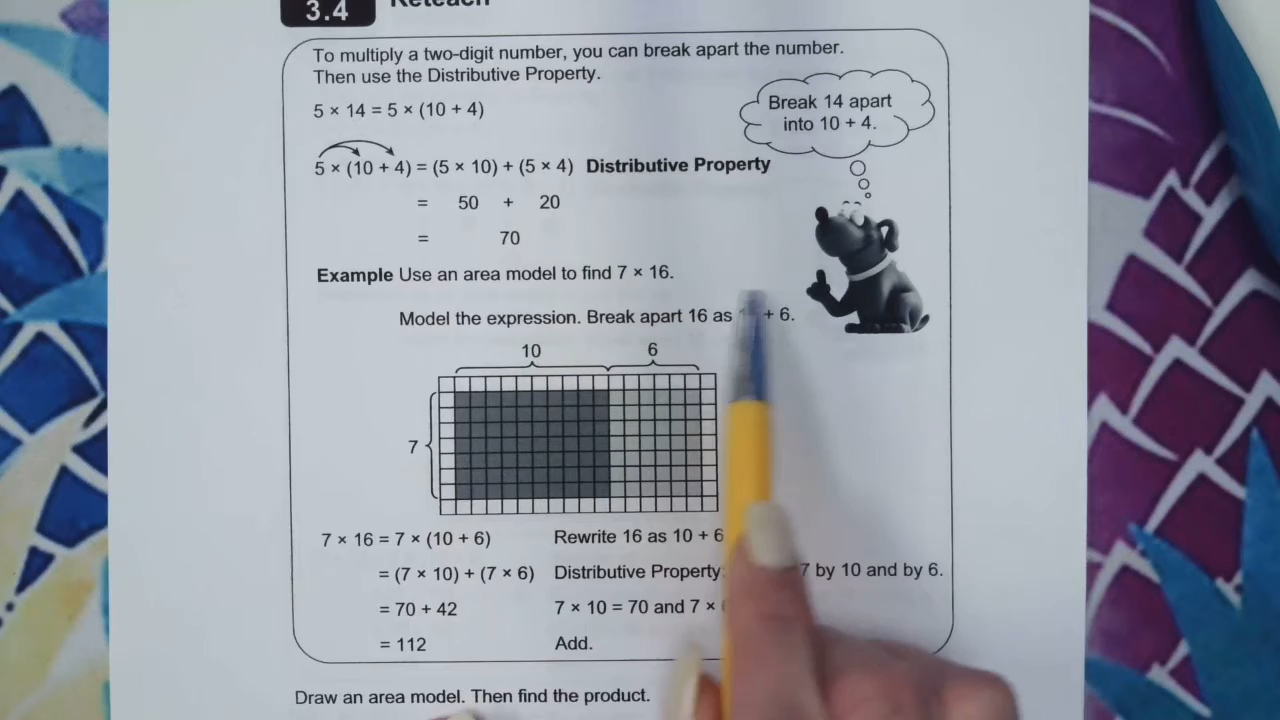 3.4 Reteach
To multiply a two-digit number, you can break apart the number.
Then use the Distributive Property.
5 × 14 = 5 × (10 + 4)
Break 14 apart
into 10 + 4.
5 × (10 + 4) = (5 × 10) + (5 × 4) Distributive Property
= 50 + 20
= 70
Example Use an area model to find 7 × 16.
Model the expression. Break apart 16 as + 6.
10 6
7
7 × 16 = 7 × (10 + 6) Rewrite 16 as 10 + 6
= (7 × 10) + (7 × 6) Distributive Property: 7 by 10 and by 6.
= 70 + 42 7 × 10 = 70 and 7 ×
= 112 Add.
Draw an area model. Then find the product.